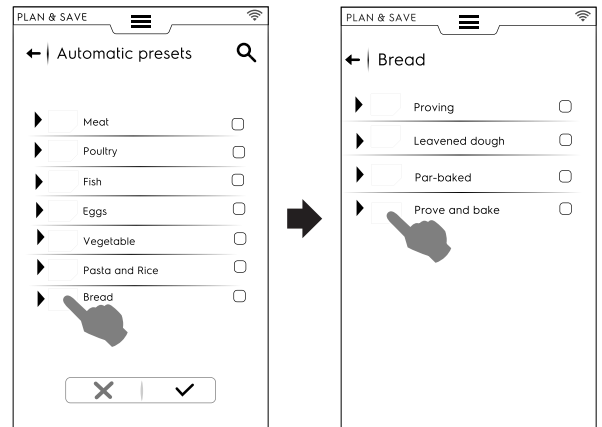 PLAN & SAVE
Automatic presets
Meat
Poultry
Fish
Eggs
Vegetable
Pasta and Rice
Bread
PLAN & SAVE
Bread
Proving
Leavened dough
Par-baked
Prove and bake